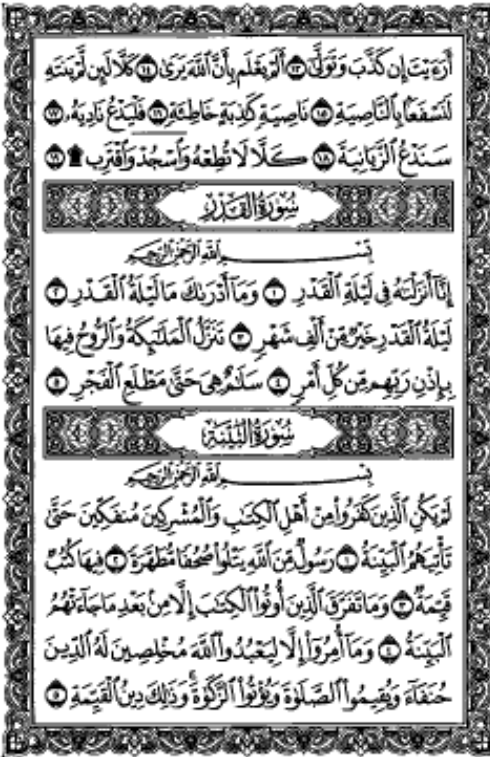 أَرَءَيْتَ إِن كَذَّبَ وَتَوَلَّىٰٓ ١٣ أَلَمْ يَعْلَم بِأَنَّ ٱللَّهَ يَرَىٰ ١٤ كَلَّا لَئِن لَّمْ يَنتَهِ
لَنَسْفَعًۢا بِٱلنَّاصِيَةِ ١٥ نَاصِيَةٍ كَٰذِبَةٍ خَاطِئَةٍ ١٦ فَلْيَدْعُ نَادِيَهُۥ ١٧
سَنَدْعُ ٱلزَّبَانِيَةَ ١٨ كَلَّا لَا تُطِعْهُ وَٱسْجُدْ وَٱقْتَرِب ۩ ١٩
سُورَةُ القَدْرِ
بِسْمِ ٱللَّهِ ٱلرَّحْمَٰنِ ٱلرَّحِيمِ
إِنَّآ أَنزَلْنَٰهُ فِى لَيْلَةِ ٱلْقَدْرِ ١ وَمَآ أَدْرَىٰكَ مَا لَيْلَةُ ٱلْقَدْرِ ٢
لَيْلَةُ ٱلْقَدْرِ خَيْرٌ مِّنْ أَلْفِ شَهْرٍ ٣ تَنَزَّلُ ٱلْمَلَٰٓئِكَةُ وَٱلرُّوحُ فِيهَا
بِإِذْنِ رَبِّهِم مِّن كُلِّ أَمْرٍ ٤ سَلَٰمٌ هِىَ حَتَّىٰ مَطْلَعِ ٱلْفَجْرِ ٥
سُورَةُ البَيِّنَةِ
بِسْمِ ٱللَّهِ ٱلرَّحْمَٰنِ ٱلرَّحِيمِ
لَمْ يَكُنِ ٱلَّذِينَ كَفَرُوا۟ مِنْ أَهْلِ ٱلْكِتَٰبِ وَٱلْمُشْرِكِينَ مُنفَكِّينَ حَتَّىٰ
تَأْتِيَهُمُ ٱلْبَيِّنَةُ ١ رَسُولٌ مِّنَ ٱللَّهِ يَتْلُوا۟ صُحُفًا مُّطَهَّرَةً ٢ فِيهَا كُتُبٌ
قَيِّمَةٌ ٣ وَمَا تَفَرَّقَ ٱلَّذِينَ أُوتُوا۟ ٱلْكِتَٰبَ إِلَّا مِنۢ بَعْدِ مَا جَآءَتْهُمُ
ٱلْبَيِّنَةُ ٤ وَمَآ أُمِرُوٓا۟ إِلَّا لِيَعْبُدُوا۟ ٱللَّهَ مُخْلِصِينَ لَهُ ٱلدِّينَ
حُنَفَآءَ وَيُقِيمُوا۟ ٱلصَّلَوٰةَ وَيُؤْتُوا۟ ٱلزَّكَوٰةَ ۚ وَذَٰلِكَ دِينُ ٱلْقَيِّمَةِ ٥